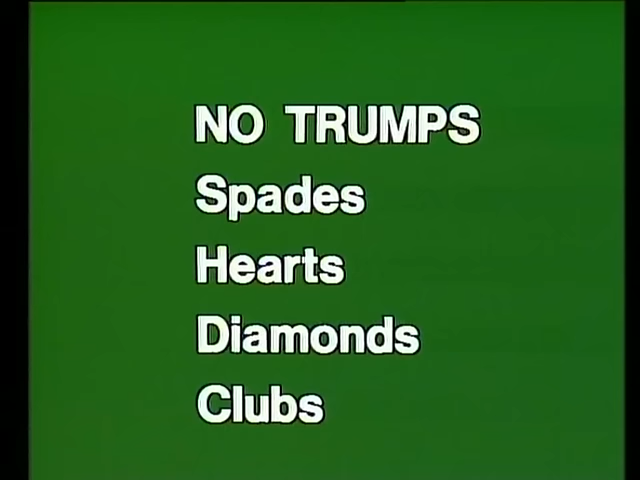 NO TRUMPS
Spades
Hearts
Diamonds
Clubs